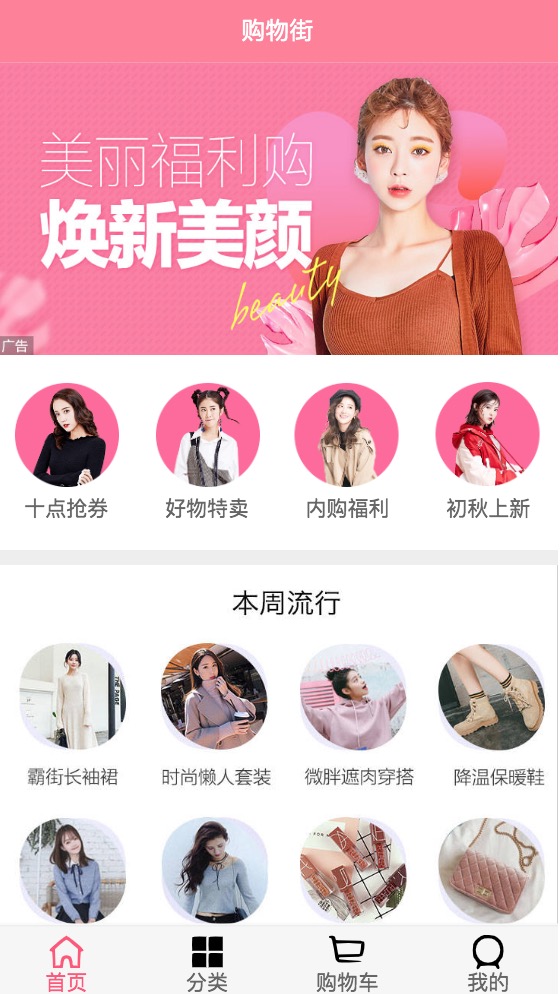 购物街
美丽福利购
焕新美颜
beauty
广告
十点抢券
好物特卖
内购福利
初秋上新
本周流行
霸街长袖裙
时尚懒人套装
微胖遮肉穿搭
降温保暖鞋
首页
分类
购物车
我的